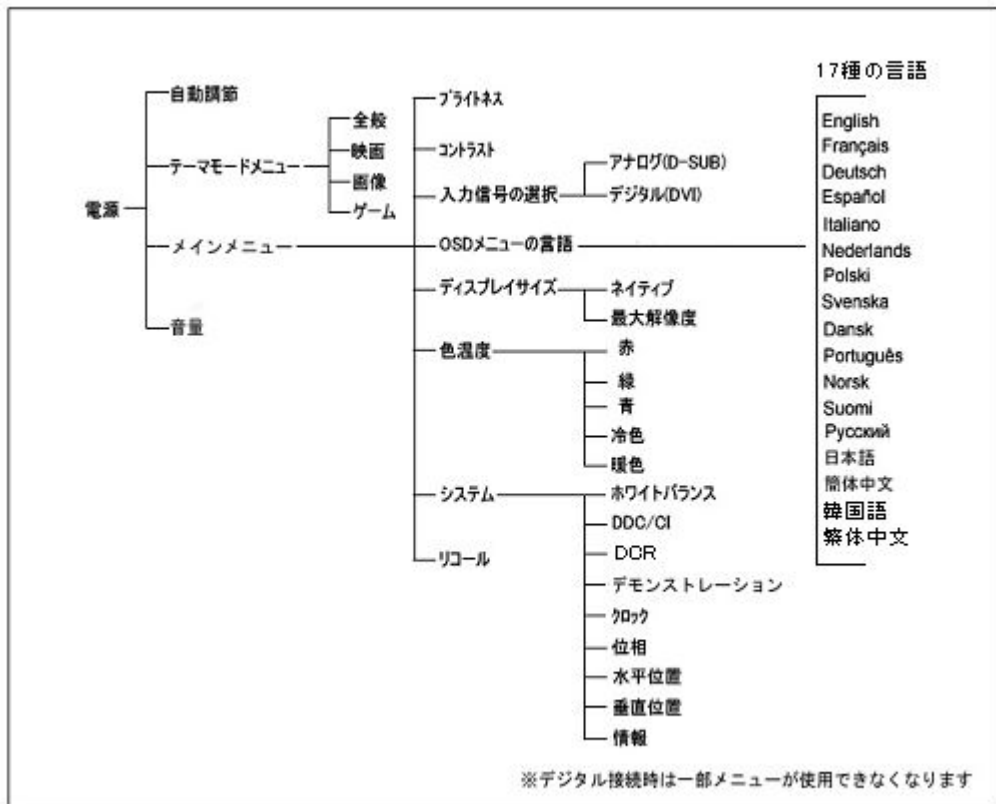 電源
自動調節
テーマモードメニュー
全般
映画
画像
ゲーム
メインメニュー
ブライトネス
コントラスト
入力信号の選択
アナログ(D-SUB)
デジタル(DVI)
OSDメニューの言語
17種の言語
English
Français
Deutsch
Español
Italiano
Nederlands
Polski
Svenska
Dansk
Português
Norsk
Suomi
Русский
日本語
簡体中文
韓国語
繁体中文
ディスプレイサイズ
ネイティブ
最大解像度
色温度
赤
緑
青
冷色
暖色
システム
ホワイトバランス
DDC/CI
DCR
デモンストレーション
クロック
位相
水平位置
垂直位置
情報
リコール
音量
※デジタル接続時は一部メニューが使用できなくなります